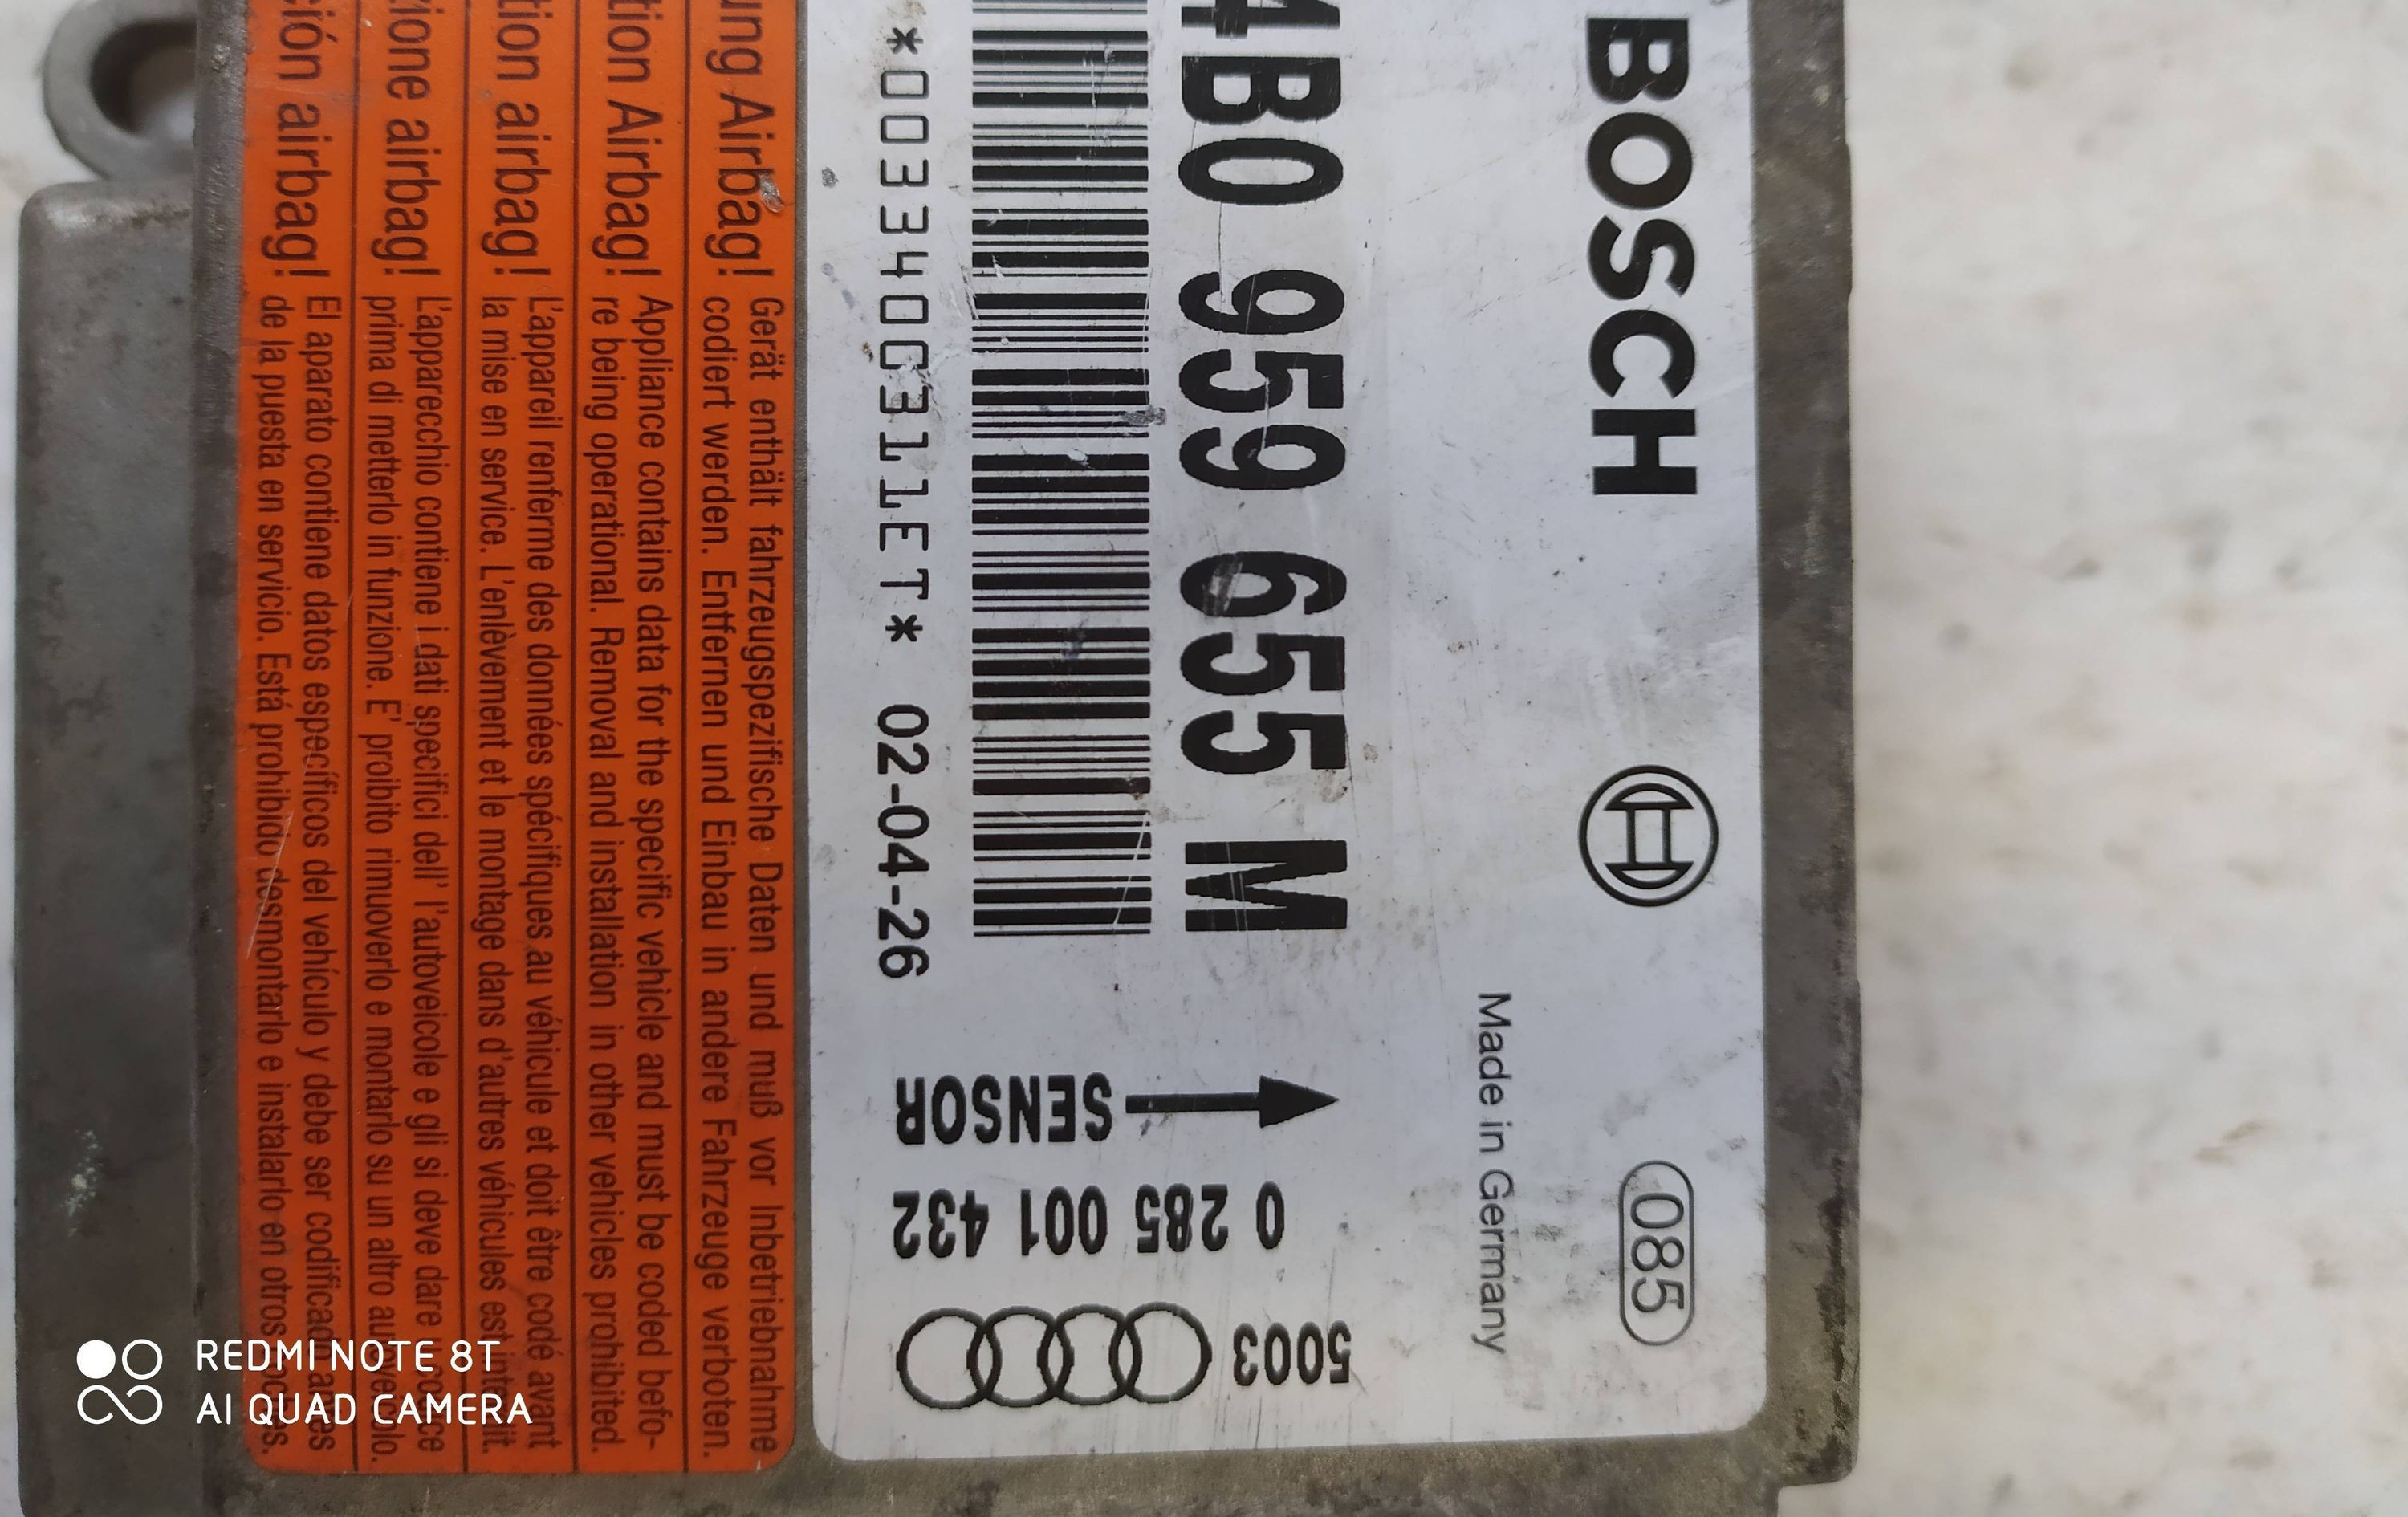 BOSCH
Made in Germany
085
4B0 959 655 M
*0033400311ET* 02-04-26
SENSOR
0 285 001 432
5003
ung Airbag!
Gerät enthält fahrzeugspezifische Daten und muß vor Inbetriebnahme
codiert werden. Entfernen und Einbau in andere Fahrzeuge verboten.
tion Airbag!
Appliance contains data for the specific vehicle and must be coded befo-
re being operational. Removal and installation in other vehicles prohibited.
tion airbag!
L'appareil renferme des données spécifiques au véhicule et doit être codé avant
la mise en service. L'enlèvement et le montage dans d'autres véhicules est
zione airbag!
L'apparecchio contiene i dati specifici dell' l'autoveicole e gli si deve dare
prima di metterlo in funzione. E' proibito rimuoverlo e montarlo su un altro
ción airbag!
El aparato contiene datos específicos del vehículo y debe ser
de la puesta en servicio. Está prohibido desmontarlo e instalarlo en otros
REDMI NOTE 8T
AI QUAD CAMERA